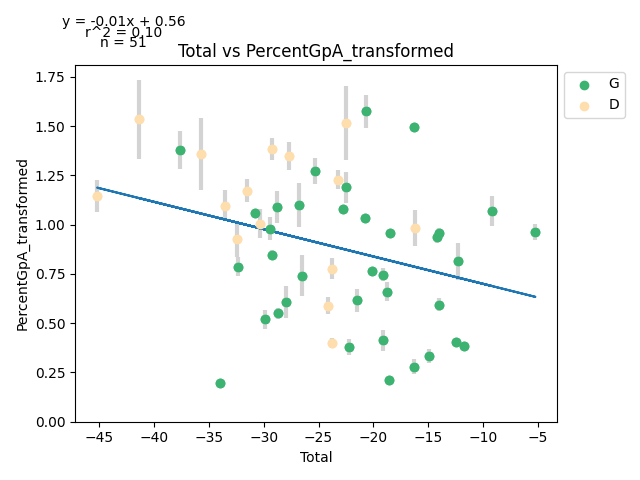 y = -0.01x + 0.56
r^2 = 0.10
n = 51
Total vs PercentGpA_transformed
G
D
PercentGpA_transformed
1.75
1.50
1.25
1.00
0.75
0.50
0.25
0.00
−45 −40 −35 −30 −25 −20 −15 −10 −5
Total